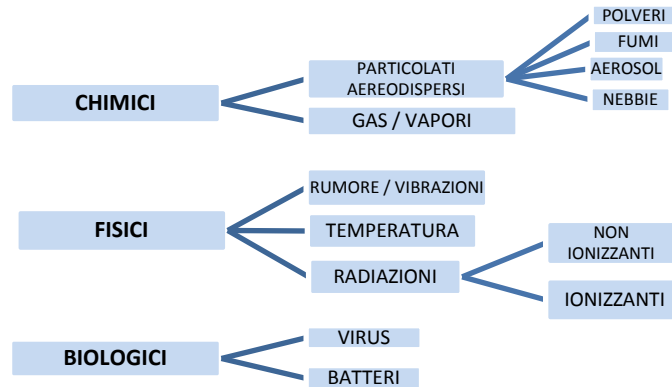 CHIMICI
PARTICOLATI
AEREODISPERSI
POLVERI
FUMI
AEROSOL
NEBBIE
GAS / VAPORI
FISICI
RUMORE / VIBRAZIONI
TEMPERATURA
RADIAZIONI
NON
IONIZZANTI
IONIZZANTI
BIOLOGICI
VIRUS
BATTERI